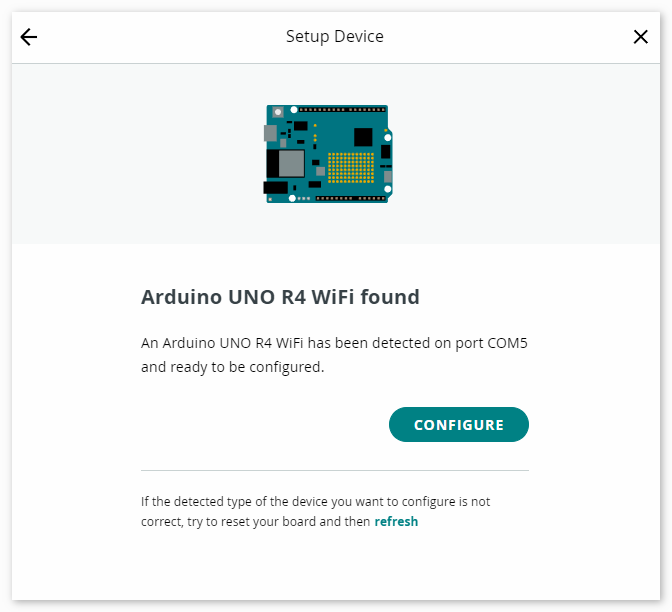 Setup Device
Arduino UNO R4 WiFi found
An Arduino UNO R4 WiFi has been detected on port COM5
and ready to be configured.
CONFIGURE
If the detected type of the device you want to configure is not
correct, try to reset your board and then refresh